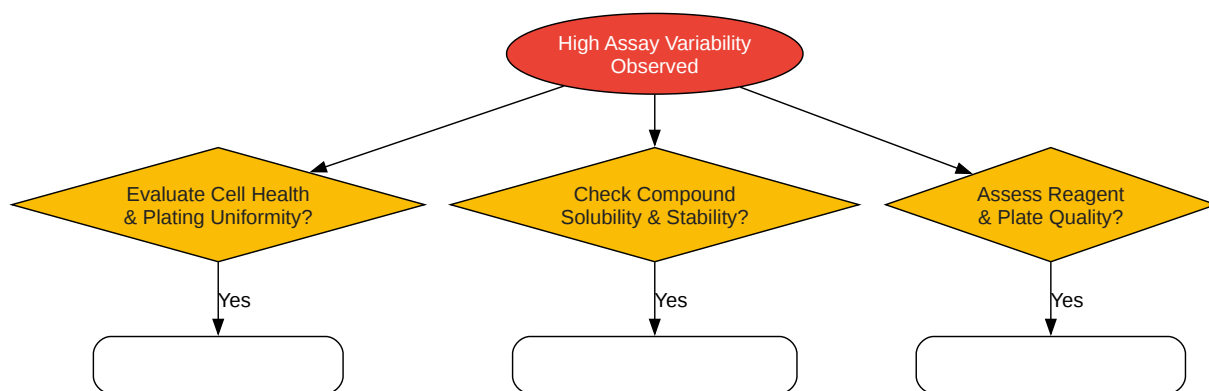 High Assay Variability
Observed
Evaluate Cell Health
& Plating Uniformity?
Check Compound
Solubility & Stability?
Assess Reagent
& Plate Quality?
Yes
Yes
Yes